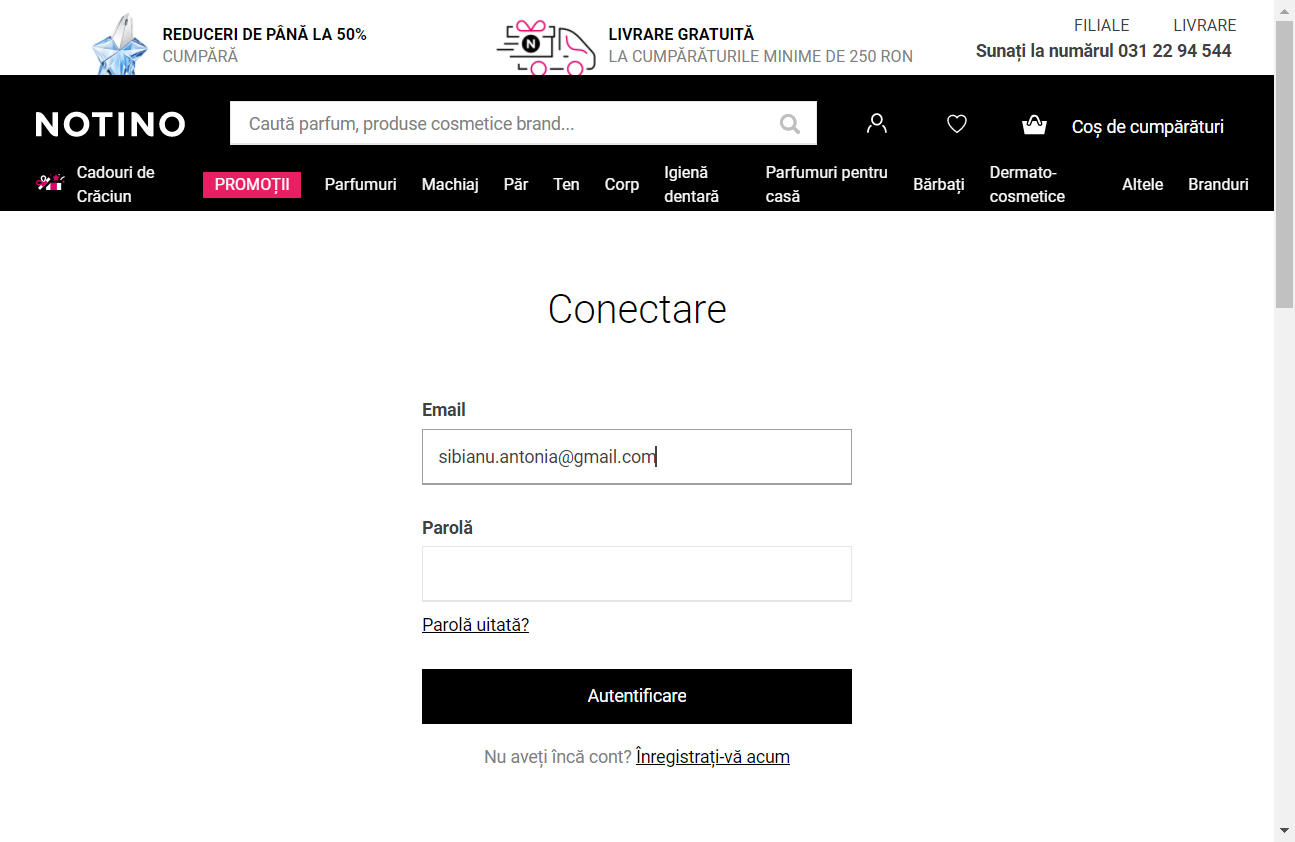 REDUCERI DE PÂNĂ LA 50%
CUMPĂRĂ
N
LIVRARE GRATUITĂ
LA CUMPĂRĂTURILE MINIME DE 250 RON
FILIALE LIVRARE
Sunați la numărul 031 22 94 544
NOTINO
Caută parfum, produse cosmetice brand...
Coș de cumpărături
Cadouri de
Crăciun
PROMOȚII
Parfumuri
Machiaj
Păr
Ten
Corp
Igienă
dentară
Parfumuri pentru
casă
Bărbați
Dermato-
cosmetice
Altele
Branduri
Conectare
Email
sibianu.antonia@gmail.com
Parolă
Parolă uitată?
Autentificare
Nu aveți încă cont? Înregistrați-vă acum